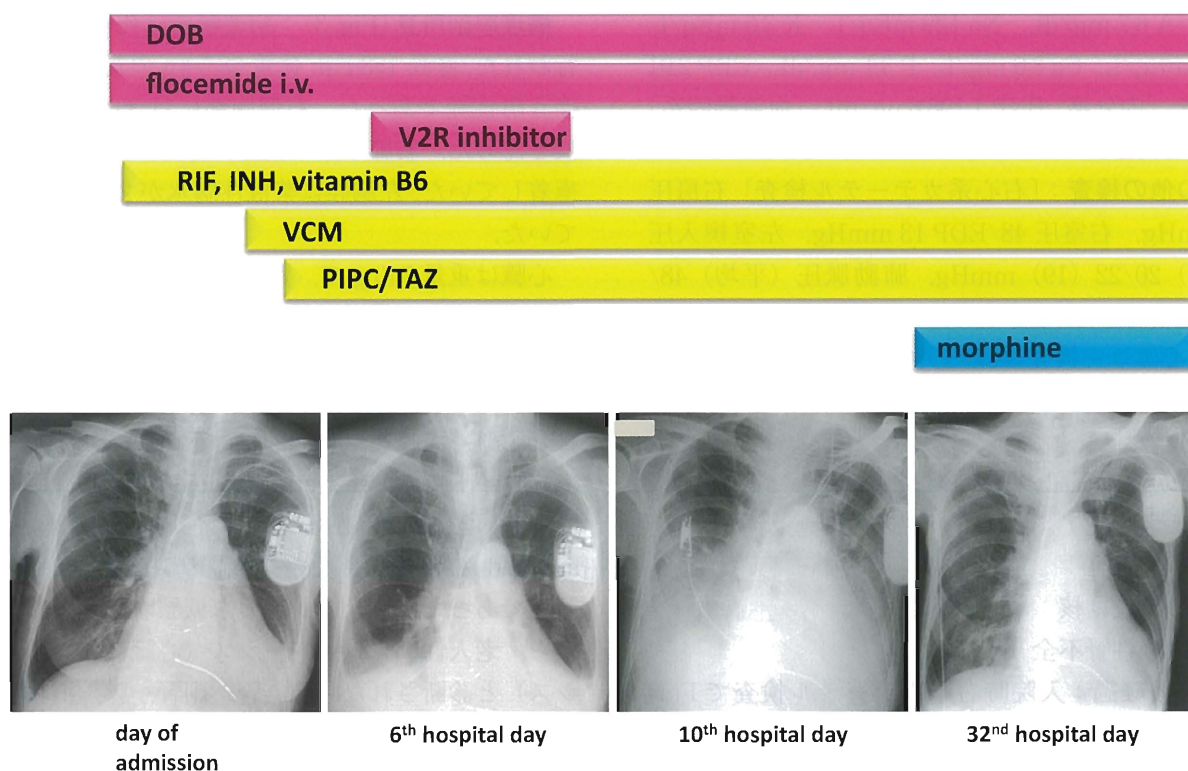 DOB
flocemide i.v.
V2R inhibitor
RIF, INH, vitamin B6
VCM
PIPC/TAZ
morphine
day of
admission
6th hospital day
10th hospital day
32nd hospital day